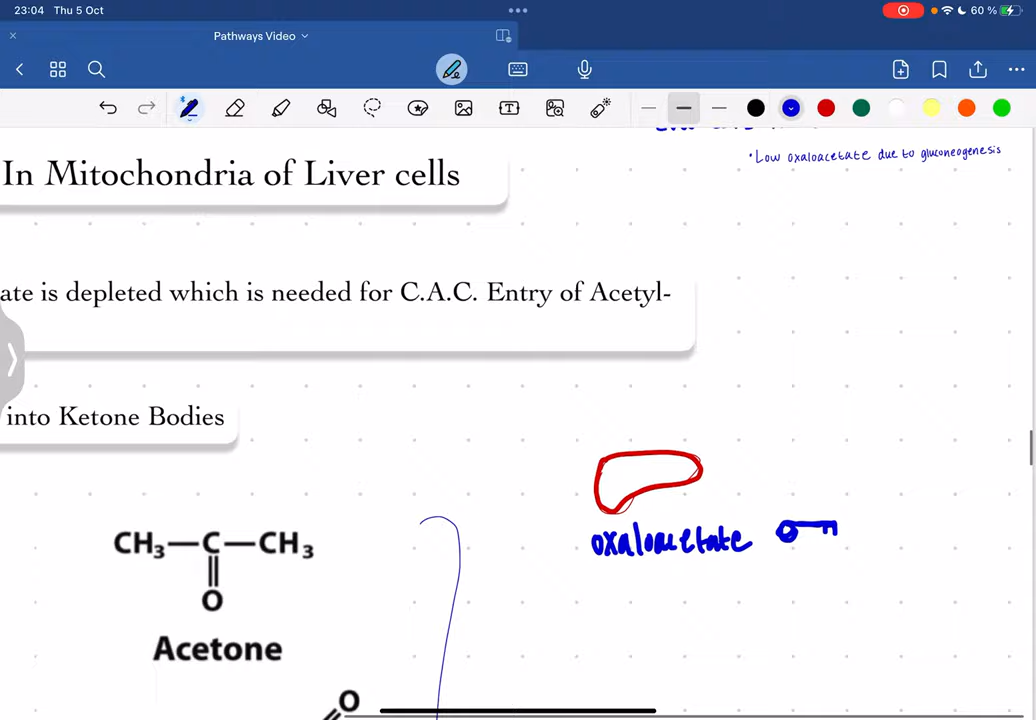 23:04 Thu 5 Oct
60 %
Pathways Video
• Low oxaloacetate due to gluconeogenesis
In Mitochondria of Liver cells
ate is depleted which is needed for C.A.C. Entry of Acetyl-
into Ketone Bodies
oxaloacetate
CH3—C—CH3
O
Acetone
O